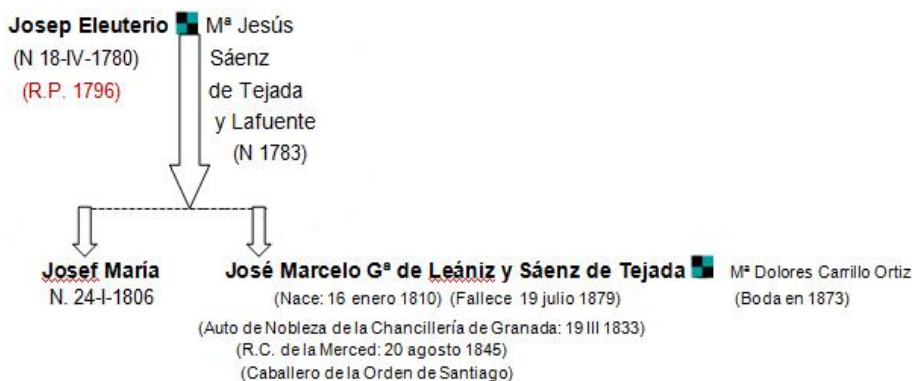 Josep Eleuterio Mª Jesús
(N 18-IV-1780) Sáenz
(R.P. 1796) de Tejada
y Lafuente
(N 1783)
Josef María José Marcelo Gª de Leániz y Sáenz de Tejada Mª Dolores Carrillo Ortiz
N. 24-I-1806 (Nace: 16 enero 1810) (Fallece 19 julio 1879) (Boda en 1873)
(Auto de Nobleza de la Chancillería de Granada: 19 III 1833)
(R.C. de la Merced: 20 agosto 1845)
(Caballero de la Orden de Santiago)